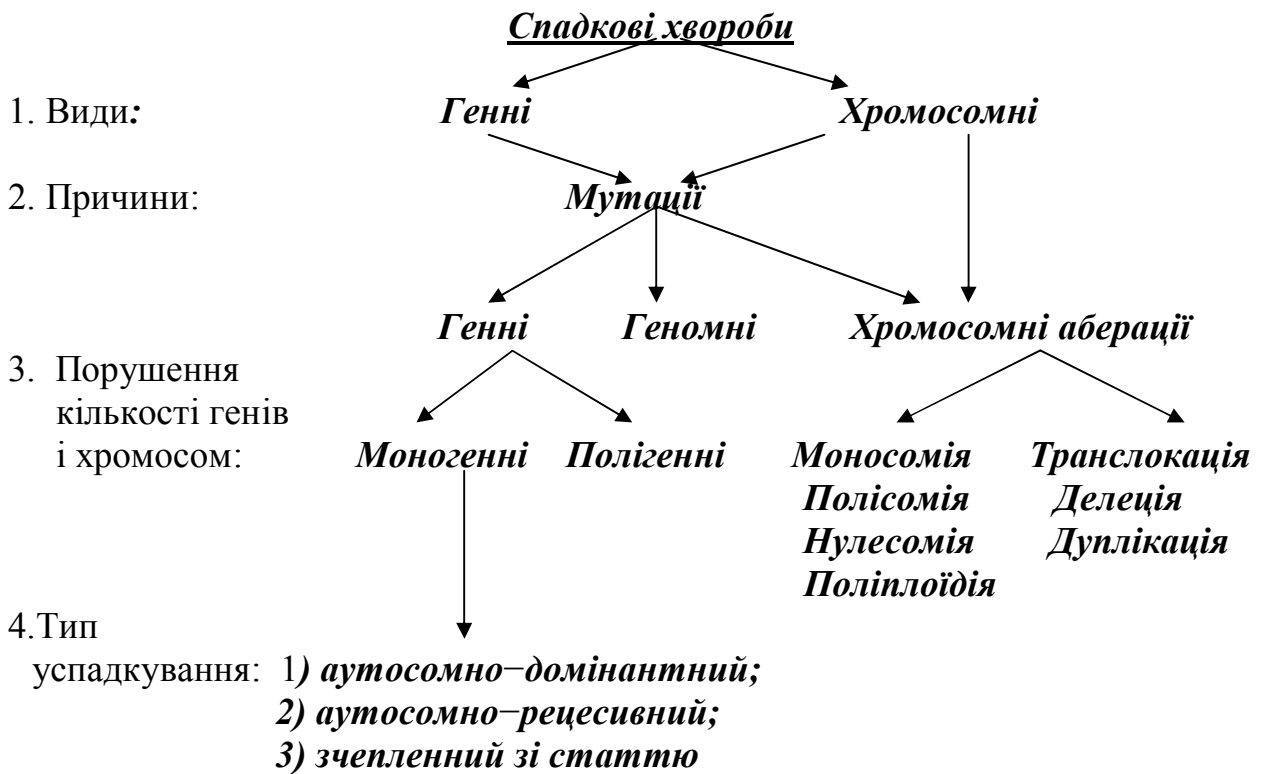 Спадкові хвороби
1. Види: Генні Хромосомні
2. Причини: Мутації
Генні Геномні Хромосомні аберації
3. Порушення
кількості генів
і хромосом: Моногенні Полігенні Моносомія Транслокація
Полісомія Делеція
Нулесомія Дуплікація
Поліплоїдія
4.Тип
успадкування: 1) аутосомно−домінантний;
2) аутосомно−рецесивний;
3) зчепленний зі статтю